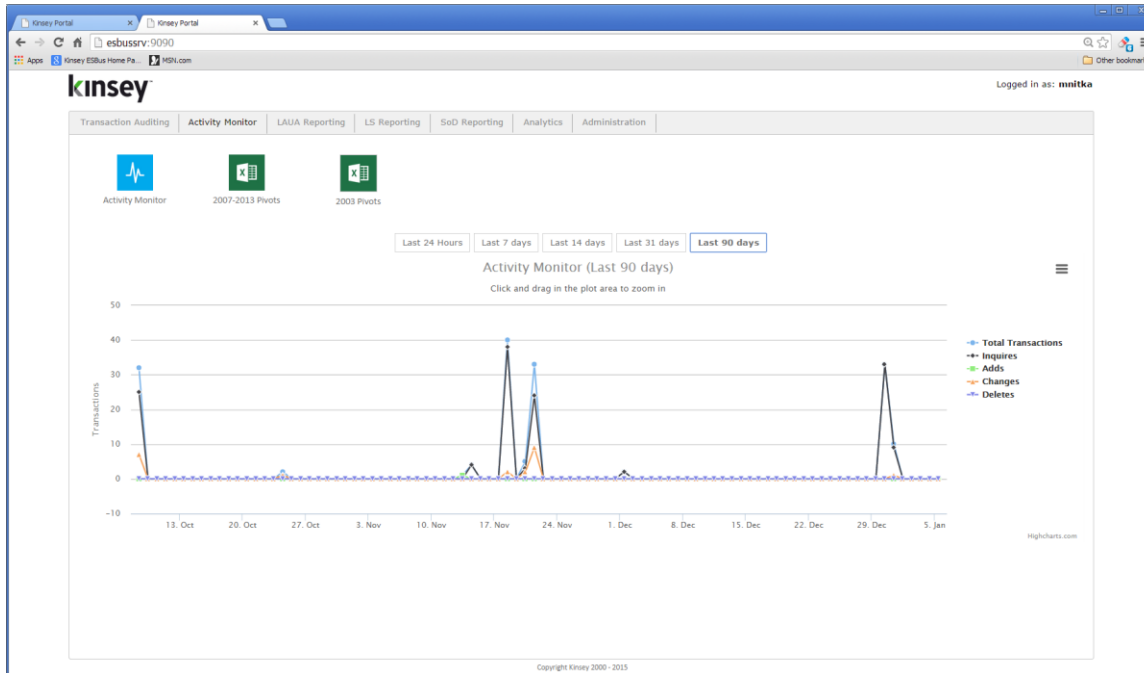 Kinsey Portal
Kinsey Portal
esbussrv:9090
Apps Kinsey ESBus Home Pa... MSN.com Other bookmar
kinsey
Logged in as: mnitka
Transaction Auditing Activity Monitor LAUA Reporting LS Reporting SoD Reporting Analytics Administration
Activity Monitor 2007-2013 Pivots 2003 Pivots
Last 24 Hours Last 7 days Last 14 days Last 31 days Last 90 days
Activity Monitor (Last 90 days)
Click and drag in the plot area to zoom in
Transactions
50
40
30
20
10
0
-10
13. Oct 20. Oct 27. Oct 3. Nov 10. Nov 17. Nov 24. Nov 1. Dec 8. Dec 15. Dec 22. Dec 29. Dec 5. Jan
Total Transactions
Inquires
Adds
Changes
Deletes
Highcharts.com
Copyright Kinsey 2000 - 2015